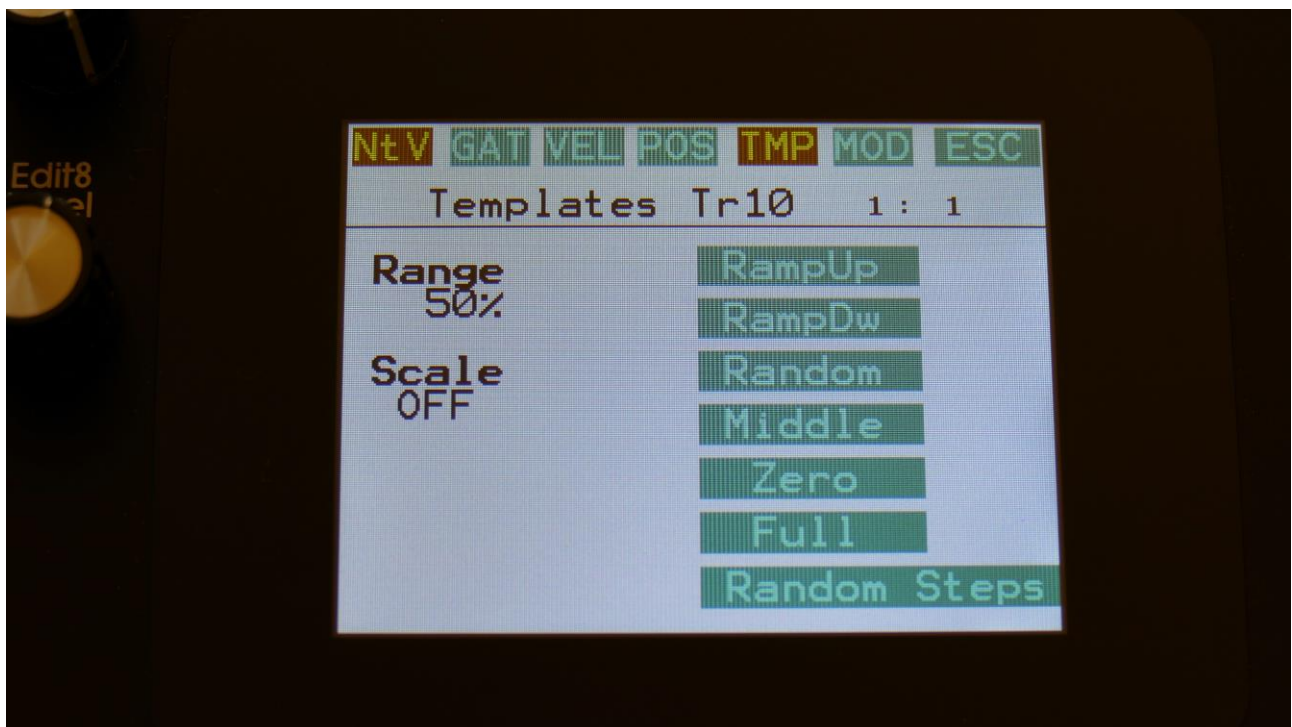 NtV GAT VEL POS TMP MOD ESC
Templates Tr10 1: 1
Edit8
Range
50%
Scale
OFF
RampUp
RampDw
Random
Middle
Zero
Full
Random Steps